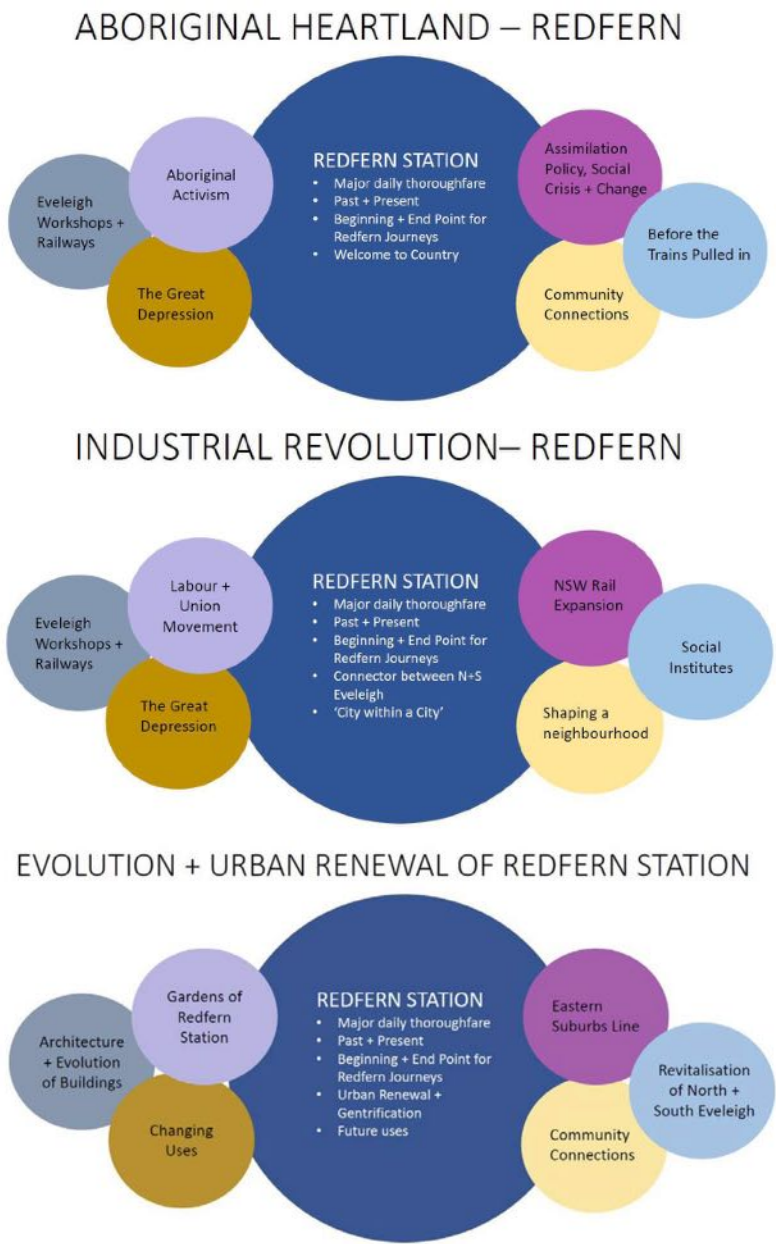 ABORIGINAL HEARTLAND – REDFERN
Eveleigh
Workshops +
Railways
Aboriginal
Activism
The Great
Depression
REDFERN STATION
• Major daily thoroughfare
• Past + Present
• Beginning + End Point for
Redfern Journeys
• Welcome to Country
Assimilation
Policy, Social
Crisis + Change
Before the
Trains Pulled in
Community
Connections
INDUSTRIAL REVOLUTION– REDFERN
Eveleigh
Workshops +
Railways
Labour +
Union
Movement
The Great
Depression
REDFERN STATION
• Major daily thoroughfare
• Past + Present
• Beginning + End Point for
Redfern Journeys
• Connector between N+S
Eveleigh
• ‘City within a City’
NSW Rail
Expansion
Social
Institutes
Shaping a
neighbourhood
EVOLUTION + URBAN RENEWAL OF REDFERN STATION
Architecture
+ Evolution
of Buildings
Gardens of
Redfern
Station
Changing
Uses
REDFERN STATION
• Major daily thoroughfare
• Past + Present
• Beginning + End Point for
Redfern Journeys
• Urban Renewal +
Gentrification
• Future uses
Eastern
Suburbs Line
Revitalisation
of North +
South Eveleigh
Community
Connections